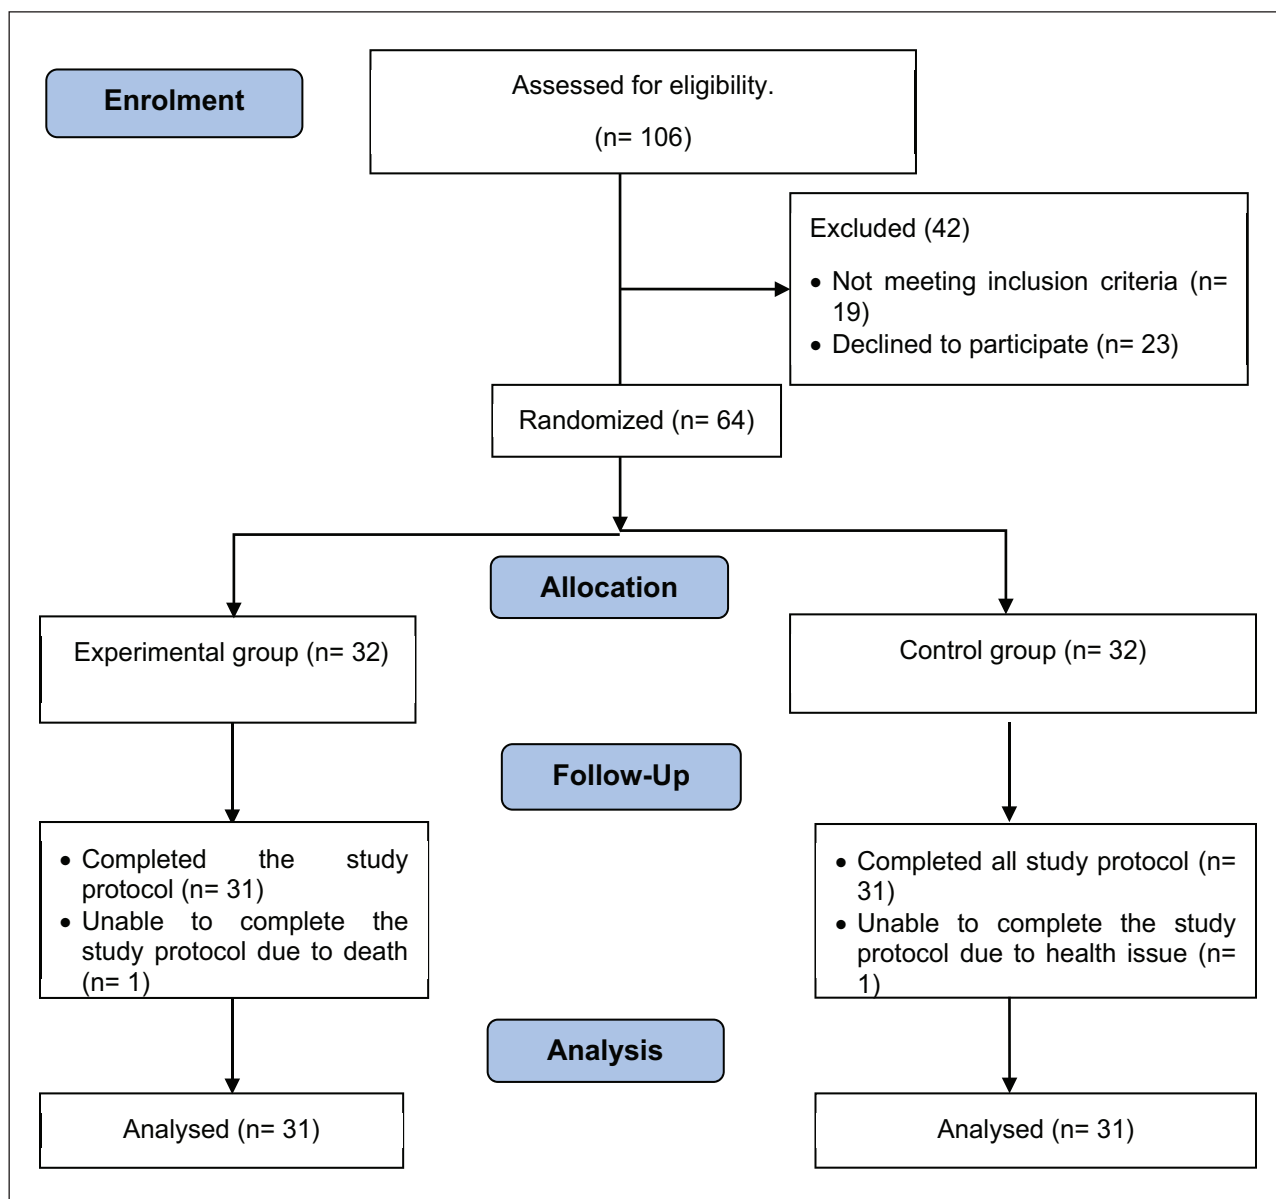 Enrolment
Assessed for eligibility.
(n= 106)
Excluded (42)
• Not meeting inclusion criteria (n=
19)
• Declined to participate (n= 23)
Randomized (n= 64)
Allocation
Experimental group (n= 32)
Control group (n= 32)
Follow-Up
• Completed the study
protocol (n= 31)
• Unable to complete the
study protocol due to death
(n= 1)
• Completed all study protocol (n=
31)
• Unable to complete the study
protocol due to health issue (n=
1)
Analysis
Analysed (n= 31)
Analysed (n= 31)